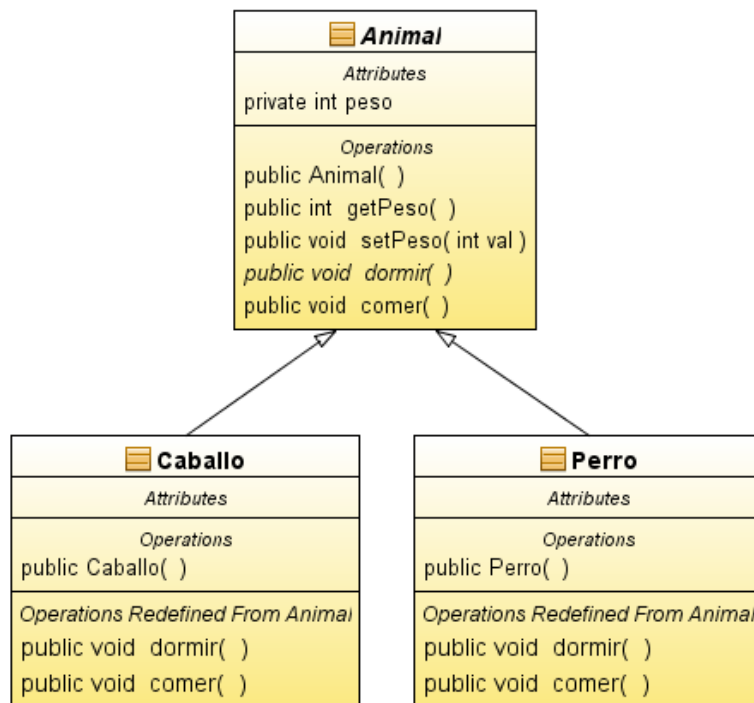 Animal
Attributes
private int peso
Operations
public Animal( )
public int getPeso( )
public void setPeso( int val )
public void dormir( )
public void comer( )
Caballo
Attributes
Operations
public Caballo( )
Operations Redefined From Animal
public void dormir( )
public void comer( )
Perro
Attributes
Operations
public Perro( )
Operations Redefined From Animal
public void dormir( )
public void comer( )